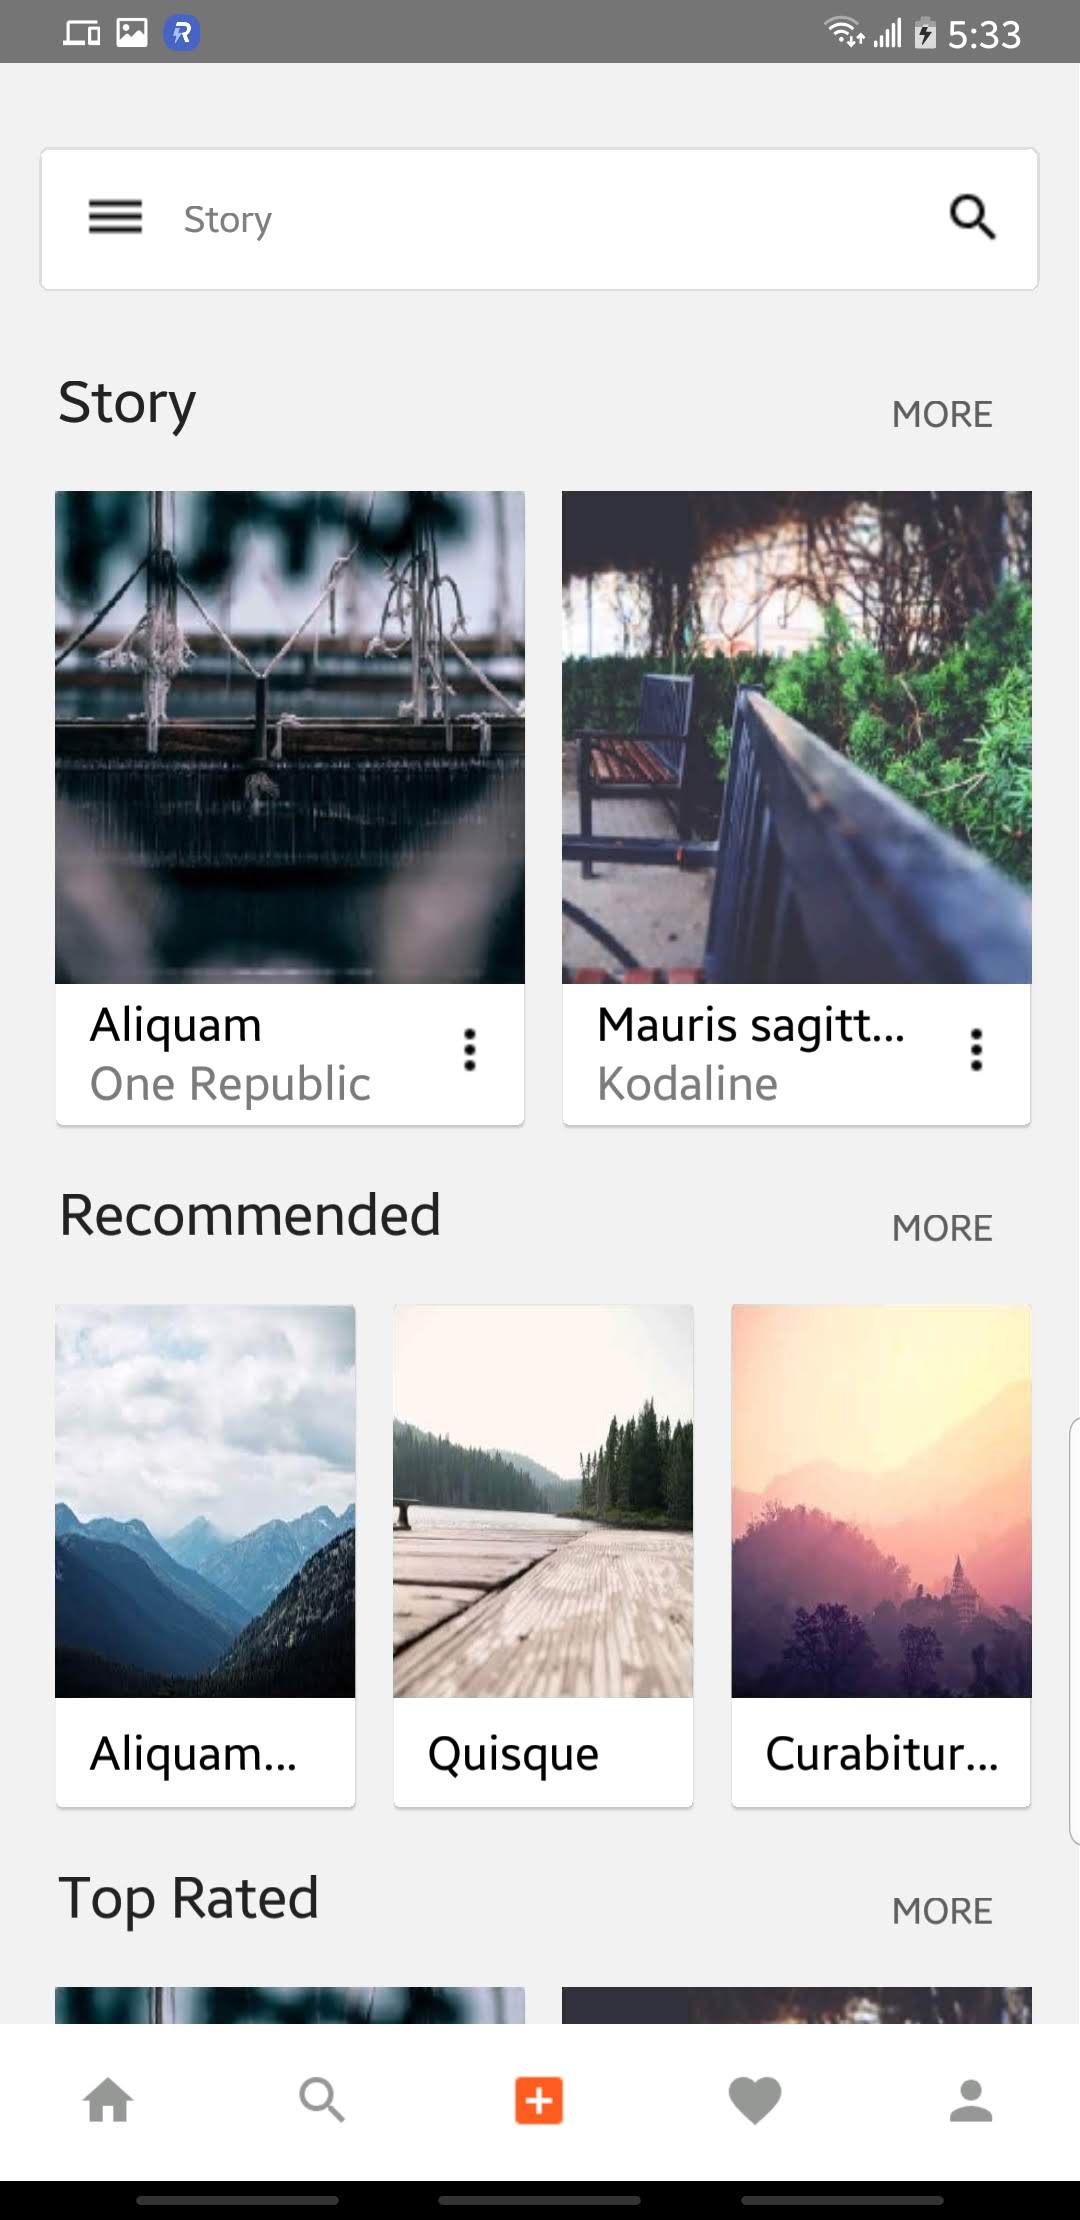 5:33
Story
Story
MORE
Aliquam
One Republic
Mauris sagitt...
Kodaline
Recommended
MORE
Aliquam...
Quisque
Curabitur...
Top Rated
MORE